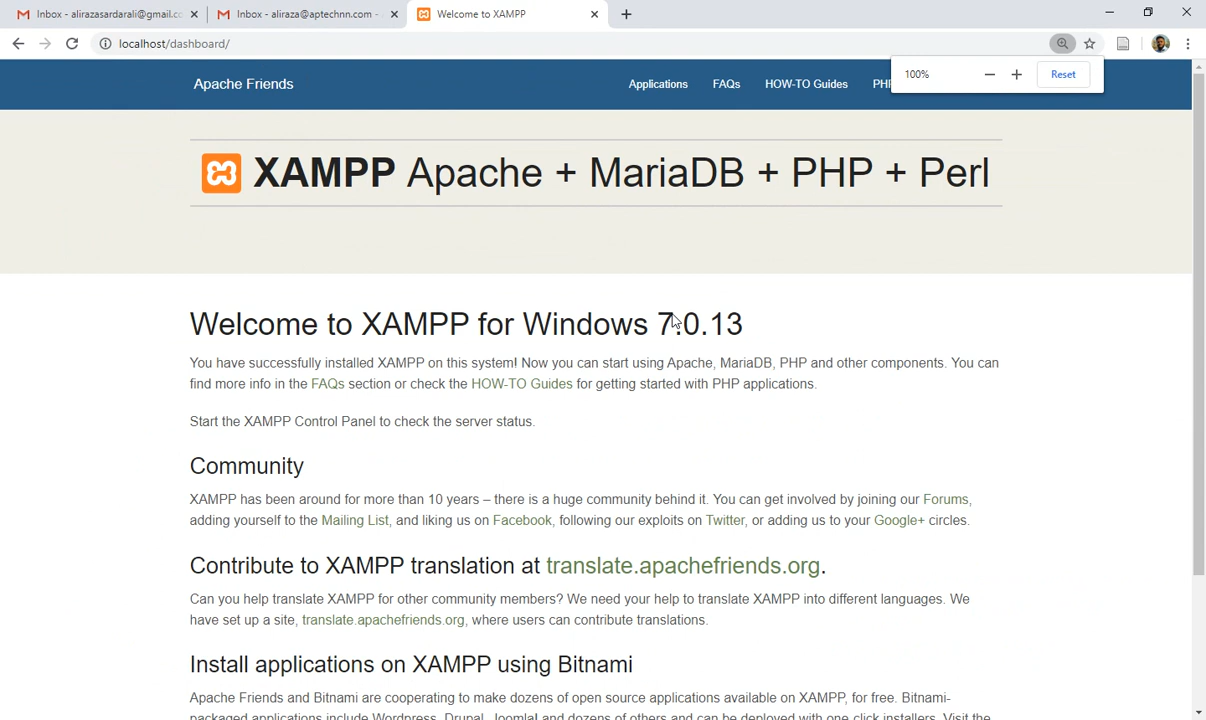 Inbox - alirazasardarali@gmail.co
Inbox - aliraza@aptechnn.com -
Welcome to XAMPP
localhost/dashboard/
100%
Reset
Apache Friends
Applications
FAQs
HOW-TO Guides
PHP
XAMPP Apache + MariaDB + PHP + Perl
Welcome to XAMPP for Windows 7.0.13
You have successfully installed XAMPP on this system! Now you can start using Apache, MariaDB, PHP and other components. You can
find more info in the FAQs section or check the HOW-TO Guides for getting started with PHP applications.
Start the XAMPP Control Panel to check the server status.
Community
XAMPP has been around for more than 10 years – there is a huge community behind it. You can get involved by joining our Forums,
adding yourself to the Mailing List, and liking us on Facebook, following our exploits on Twitter, or adding us to your Google+ circles.
Contribute to XAMPP translation at translate.apachefriends.org.
Can you help translate XAMPP for other community members? We need your help to translate XAMPP into different languages. We
have set up a site, translate.apachefriends.org, where users can contribute translations.
Install applications on XAMPP using Bitnami
Apache Friends and Bitnami are cooperating to make dozens of open source applications available on XAMPP, for free. Bitnami-
packaged applications include Wordpress, Drupal, Joomla! and dozens of others and can be deployed with one-click installers. Visit the